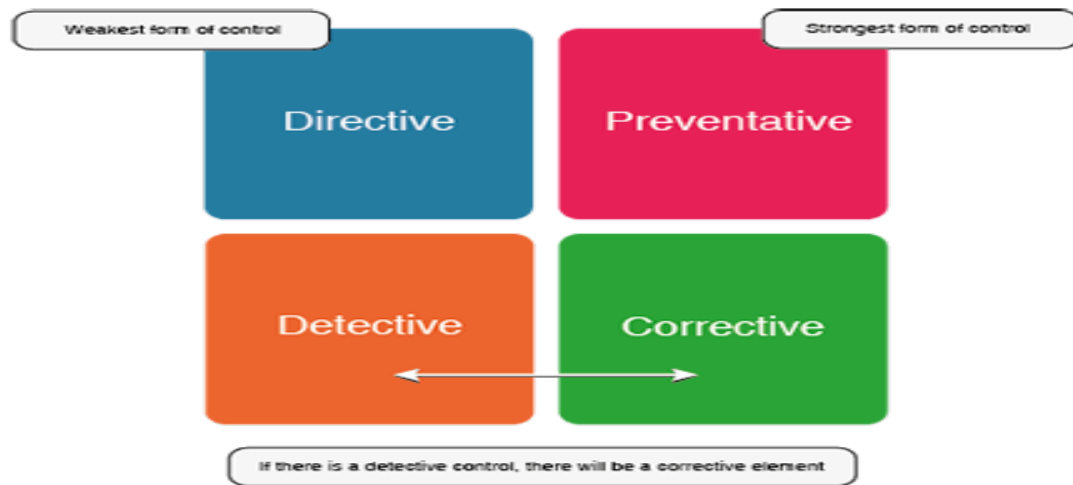 Weakest form of control
Strongest form of control
Directive
Preventative
Detective
Corrective
If there is a detective control, there will be a corrective element